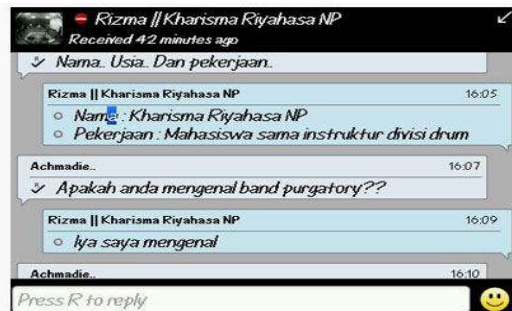 Rizma || Kharisma Riyahasa NP
Received 42 minutes ago
Nama.. Usia.. Dan pekerjaan..
Rizma || Kharisma Riyahasa NP 16:05
Nama : Kharisma Riyahasa NP
Pekerjaan : Mahasiswa sama instruktur divisi drum
Achmadie.. 16:07
Apakah anda mengenal band purgatory??
Rizma || Kharisma Riyahasa NP 16:09
Iya saya mengenal
Achmadie.. 16:10
Press R to reply